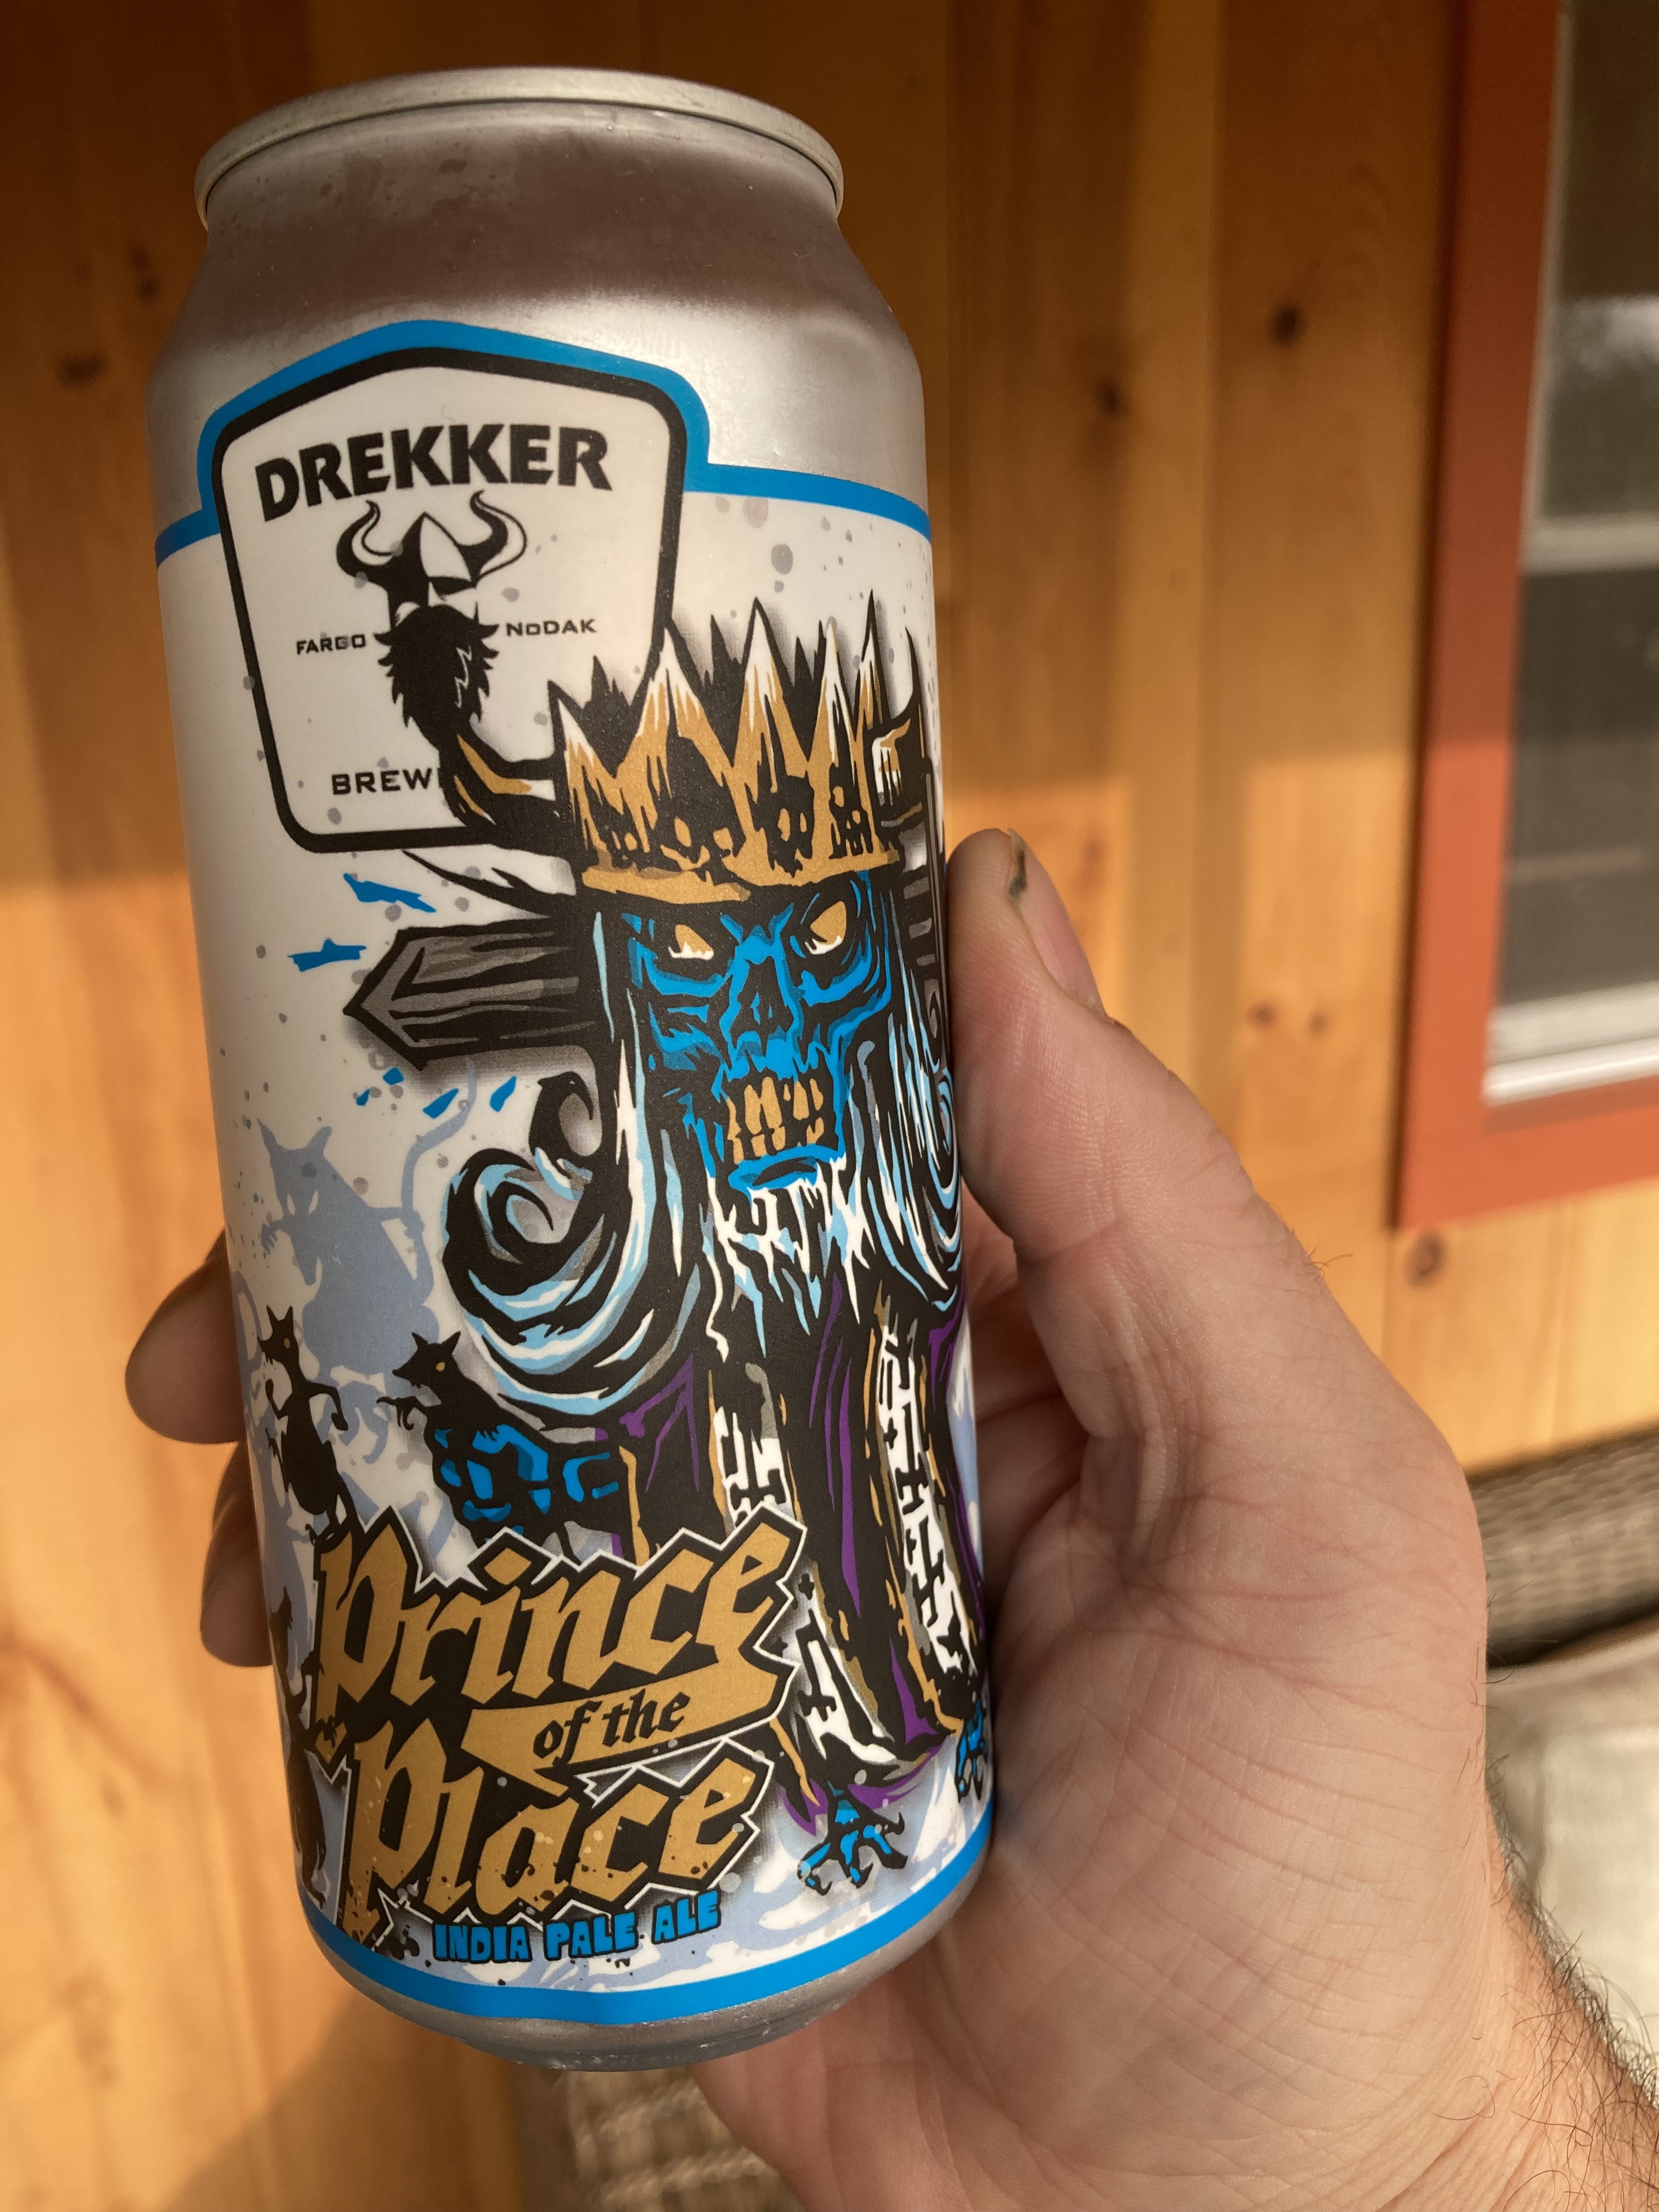 DREKKER
FARGO NoDAK
BREW
Prince
of the
Place
INDIA PALE ALE